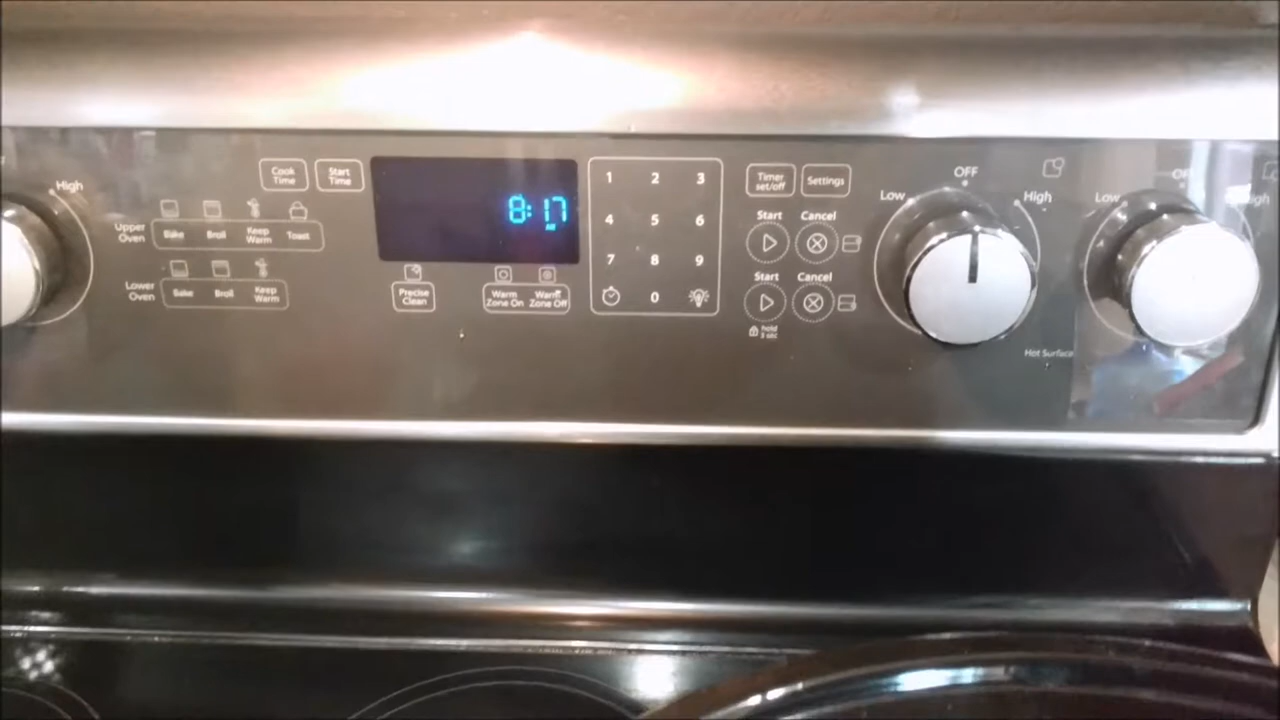 High
Cook
Time
Start
Time
Upper
Oven
Bake
Broil
Keep
Warm
Toast
Lower
Oven
Bake
Broil
Keep
Warm
8:17
AM
Precise
Clean
Warm
Zone On
Warm
Zone Off
1 2 3
4 5 6
7 8 9
0
Timer
set/off
Settings
Start
Cancel
Start
Cancel
hold
3 sec
OFF
Low
High
Hot Surface
Low
High